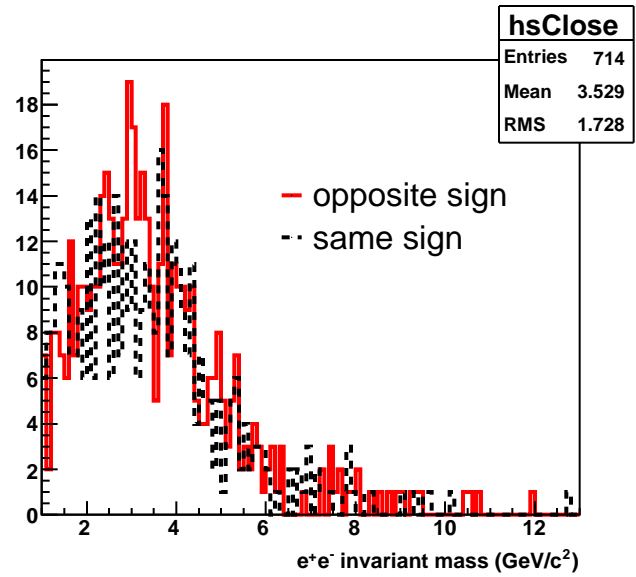 hsClose
Entries 714
Mean 3.529
RMS 1.728
18
16
14
12
10
8
6
4
2
0
opposite sign
same sign
2 4 6 8 10 12
e⁺e⁻ invariant mass (GeV/c²)